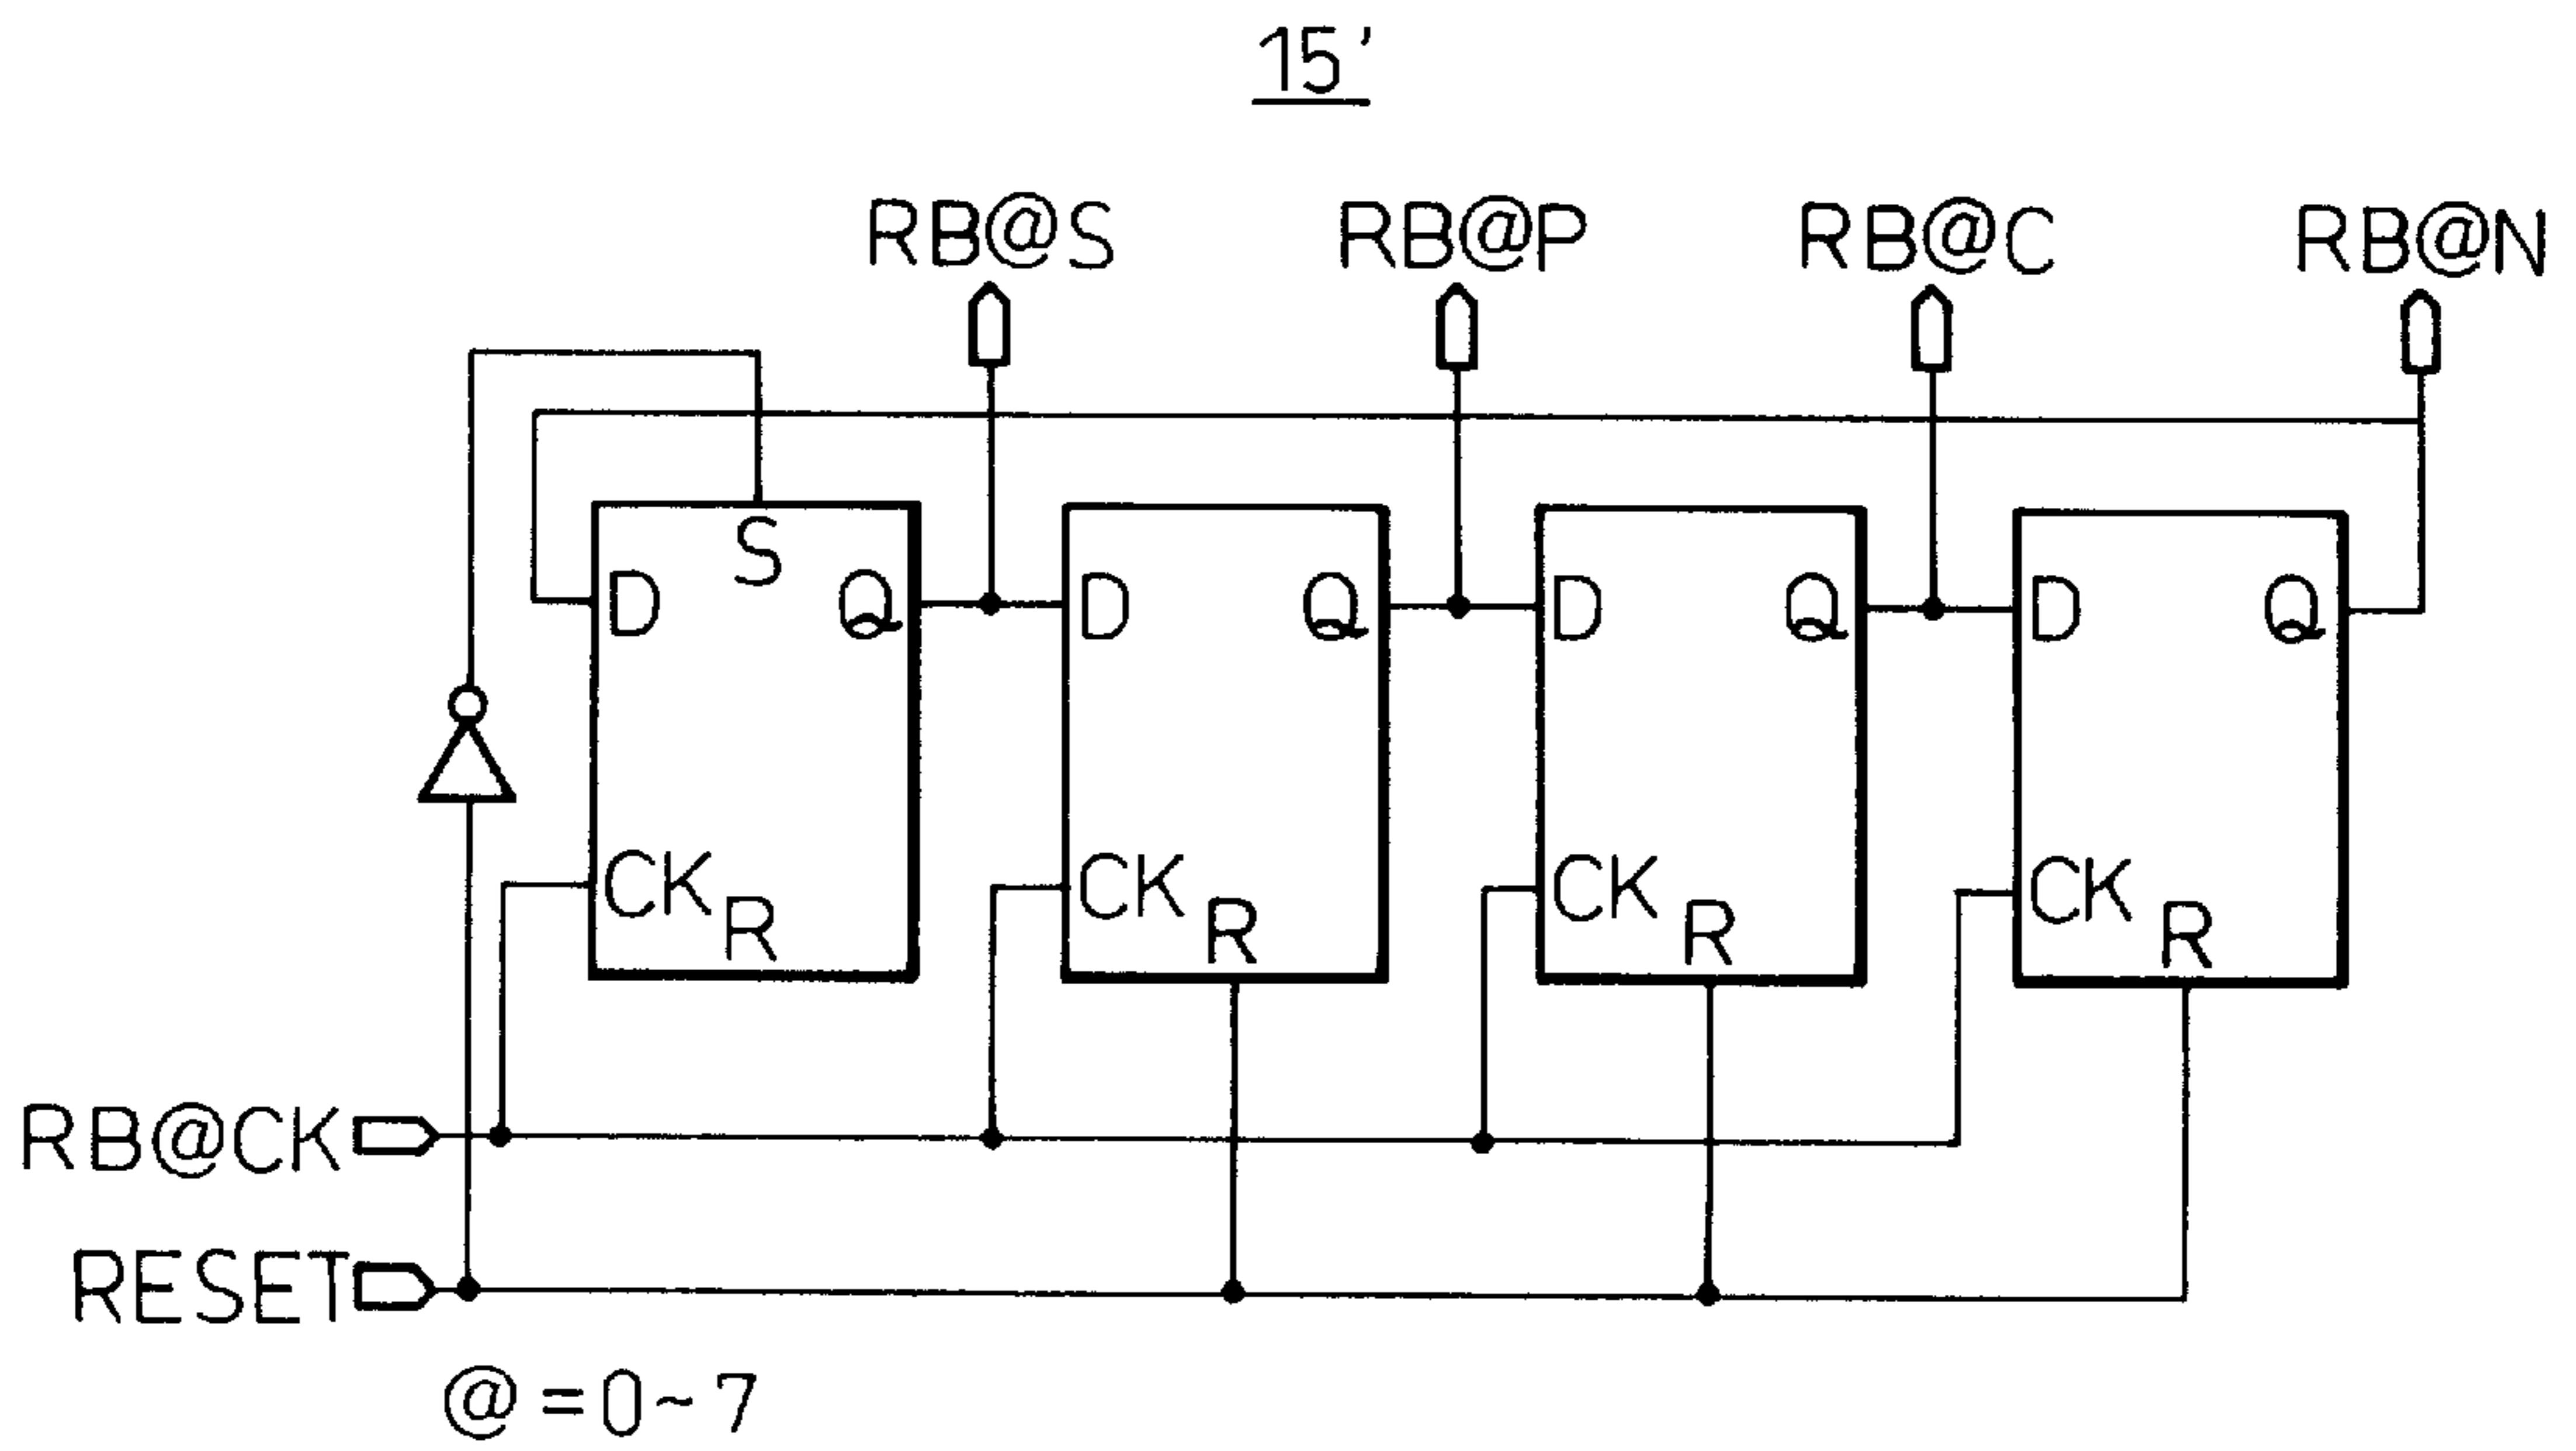 15'
RB@S RB@P RB@C RB@N
S
D Q D Q D Q D Q
CK R CK R CK R CK R
RB@CK
RESET
@=0~7